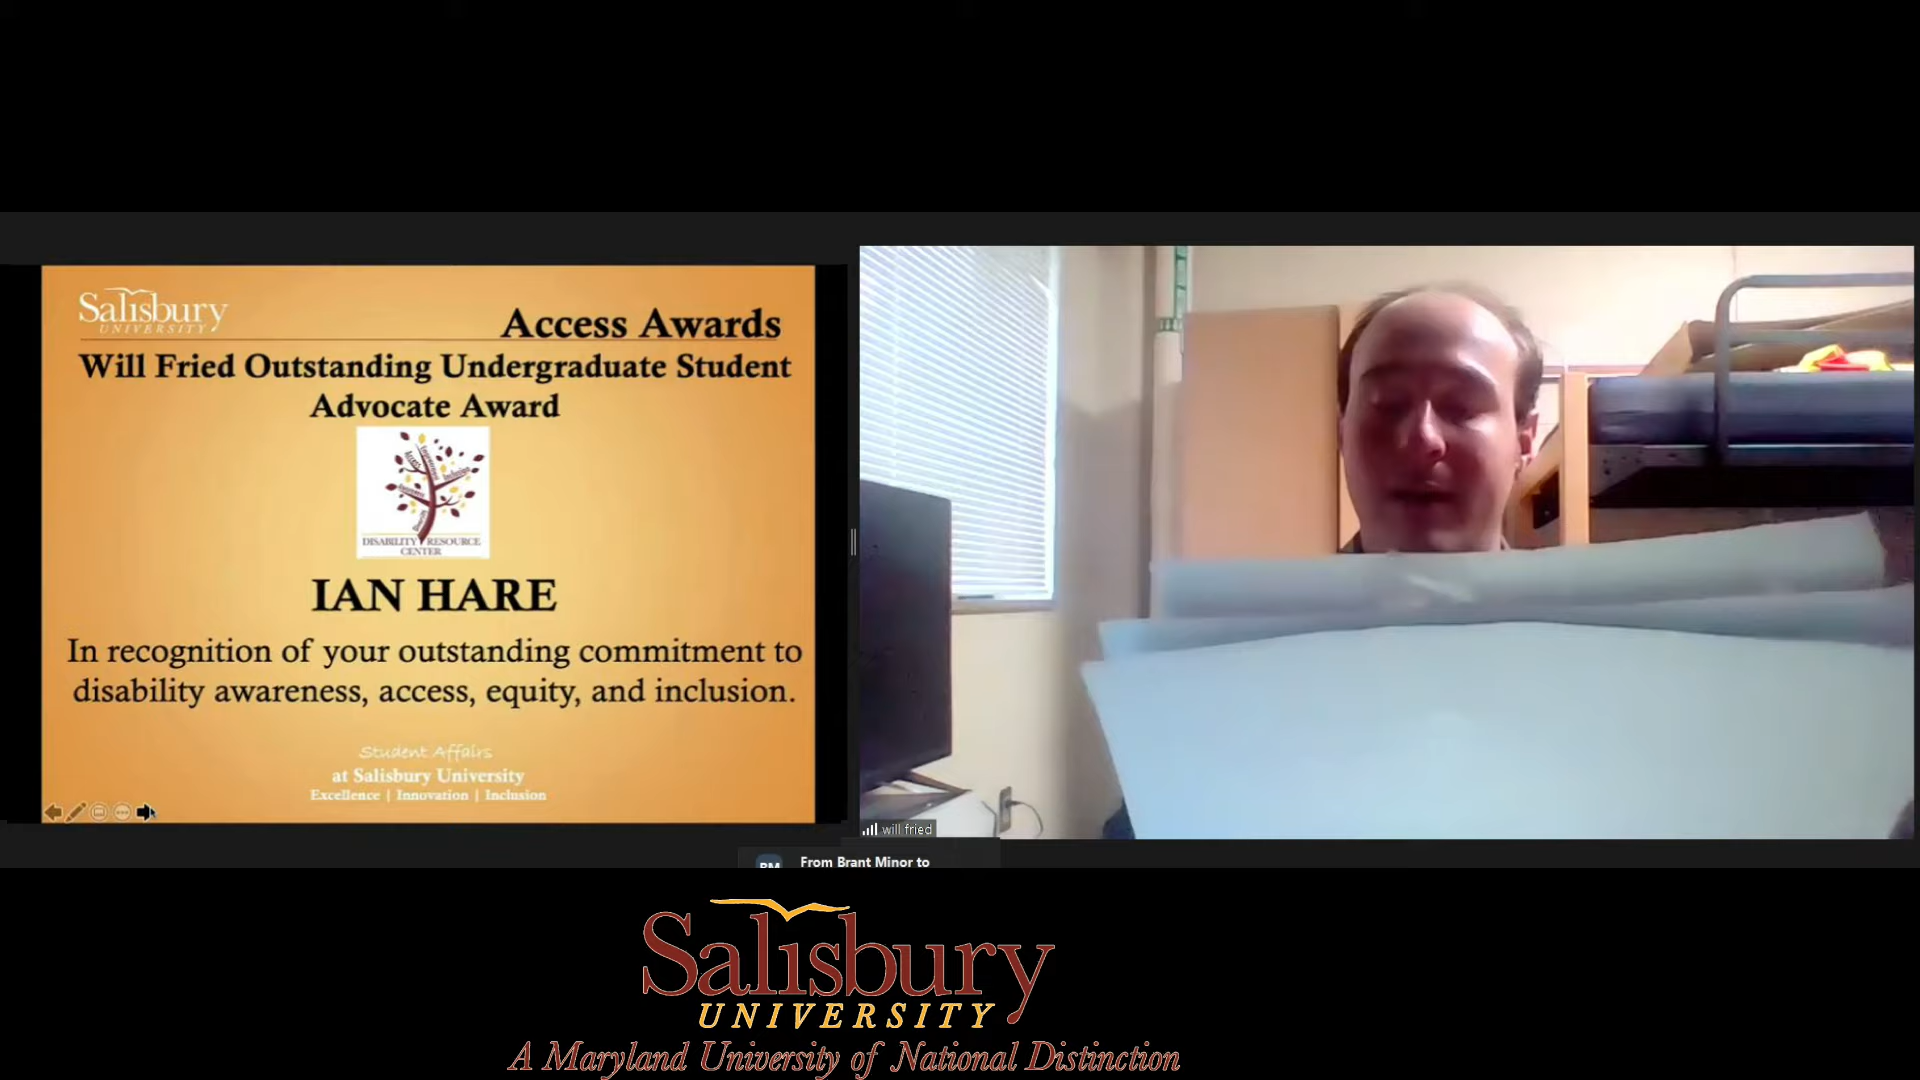 Salisbury
UNIVERSITY
Access Awards
Will Fried Outstanding Undergraduate Student
Advocate Award
DISABILITY RESOURCE
CENTER
IAN HARE
In recognition of your outstanding commitment to
disability awareness, access, equity, and inclusion.
Student Affairs
at Salisbury University
Excellence | Innovation | Inclusion
will fried
BM
From Brant Minor to
Salisbury
UNIVERSITY
A Maryland University of National Distinction